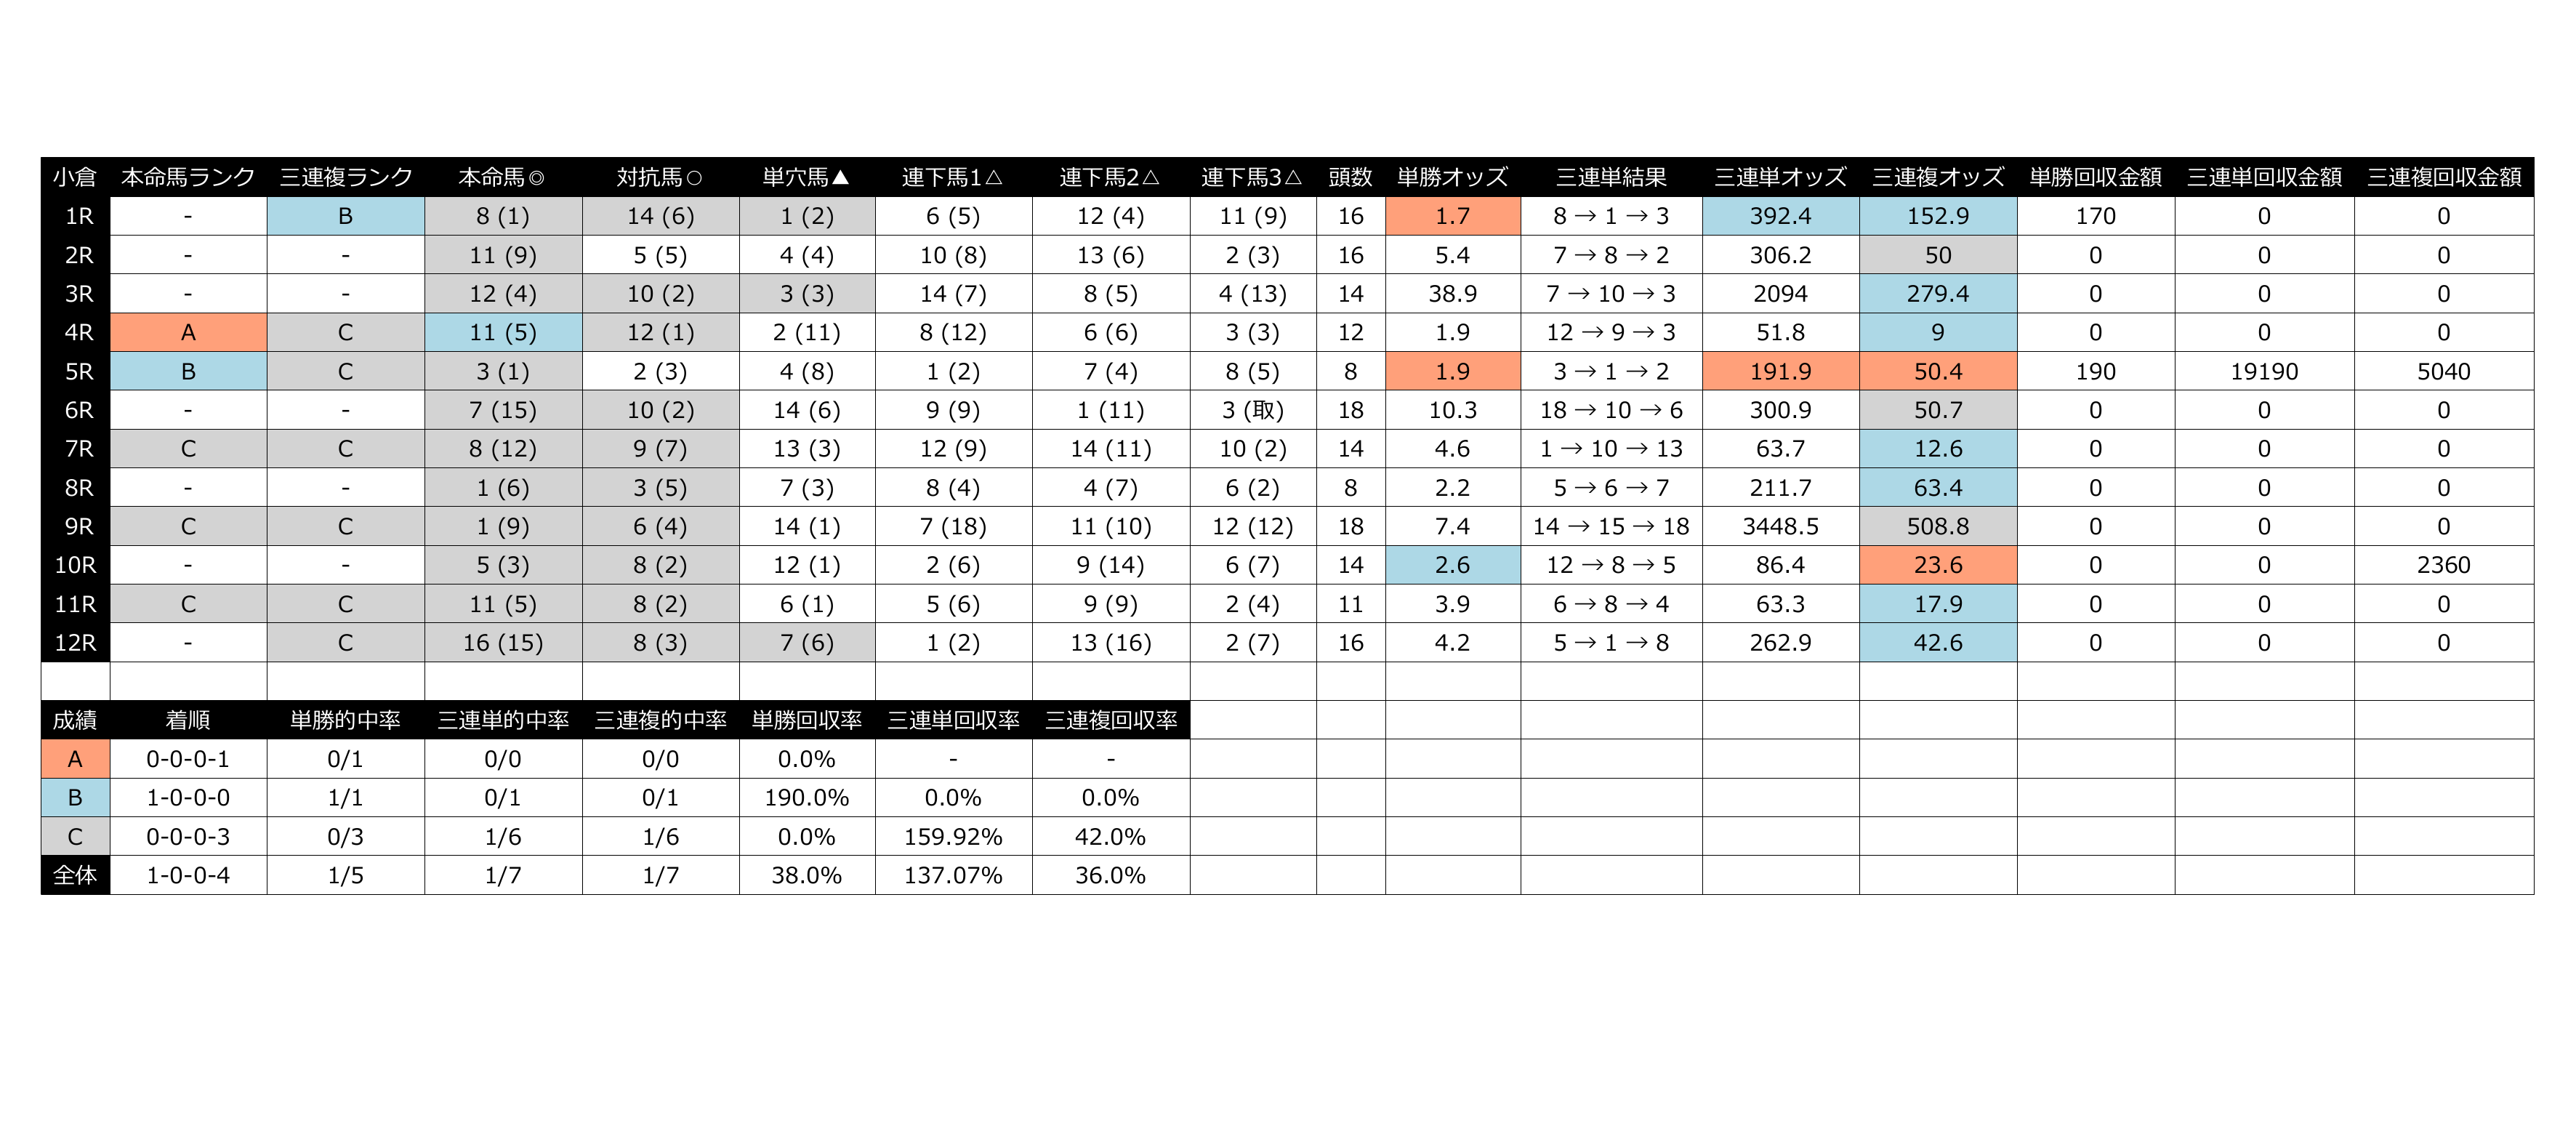 小倉 本命馬ランク 三連複ランク 本命馬◎ 対抗馬○ 単穴馬▲ 連下馬1△ 連下馬2△ 連下馬3△ 頭数 単勝オッズ 三連単結果 三連単オッズ 三連複オッズ 単勝回収金額 三連単回収金額 三連複回収金額
1R - B 8 (1) 14 (6) 1 (2) 6 (5) 12 (4) 11 (9) 16 1.7 8 → 1 → 3 392.4 152.9 170 0 0
2R - - 11 (9) 5 (5) 4 (4) 10 (8) 13 (6) 2 (3) 16 5.4 7 → 8 → 2 306.2 50 0 0 0
3R - - 12 (4) 10 (2) 3 (3) 14 (7) 8 (5) 4 (13) 14 38.9 7 → 10 → 3 2094 279.4 0 0 0
4R A C 11 (5) 12 (1) 2 (11) 8 (12) 6 (6) 3 (3) 12 1.9 12 → 9 → 3 51.8 9 0 0 0
5R B C 3 (1) 2 (3) 4 (8) 1 (2) 7 (4) 8 (5) 8 1.9 3 → 1 → 2 191.9 50.4 190 19190 5040
6R - - 7 (15) 10 (2) 14 (6) 9 (9) 1 (11) 3 (取) 18 10.3 18 → 10 → 6 300.9 50.7 0 0 0
7R C C 8 (12) 9 (7) 13 (3) 12 (9) 14 (11) 10 (2) 14 4.6 1 → 10 → 13 63.7 12.6 0 0 0
8R - - 1 (6) 3 (5) 7 (3) 8 (4) 4 (7) 6 (2) 8 2.2 5 → 6 → 7 211.7 63.4 0 0 0
9R C C 1 (9) 6 (4) 14 (1) 7 (18) 11 (10) 12 (12) 18 7.4 14 → 15 → 18 3448.5 508.8 0 0 0
10R - - 5 (3) 8 (2) 12 (1) 2 (6) 9 (14) 6 (7) 14 2.6 12 → 8 → 5 86.4 23.6 0 0 2360
11R C C 11 (5) 8 (2) 6 (1) 5 (6) 9 (9) 2 (4) 11 3.9 6 → 8 → 4 63.3 17.9 0 0 0
12R - C 16 (15) 8 (3) 7 (6) 1 (2) 13 (16) 2 (7) 16 4.2 5 → 1 → 8 262.9 42.6 0 0 0
成績 着順 単勝的中率 三連単的中率 三連複的中率 単勝回収率 三連単回収率 三連複回収率
A 0-0-0-1 0/1 0/0 0/0 0.0% - -
B 1-0-0-0 1/1 0/1 0/1 190.0% 0.0% 0.0%
C 0-0-0-3 0/3 1/6 1/6 0.0% 159.92% 42.0%
全体 1-0-0-4 1/5 1/7 1/7 38.0% 137.07% 36.0%